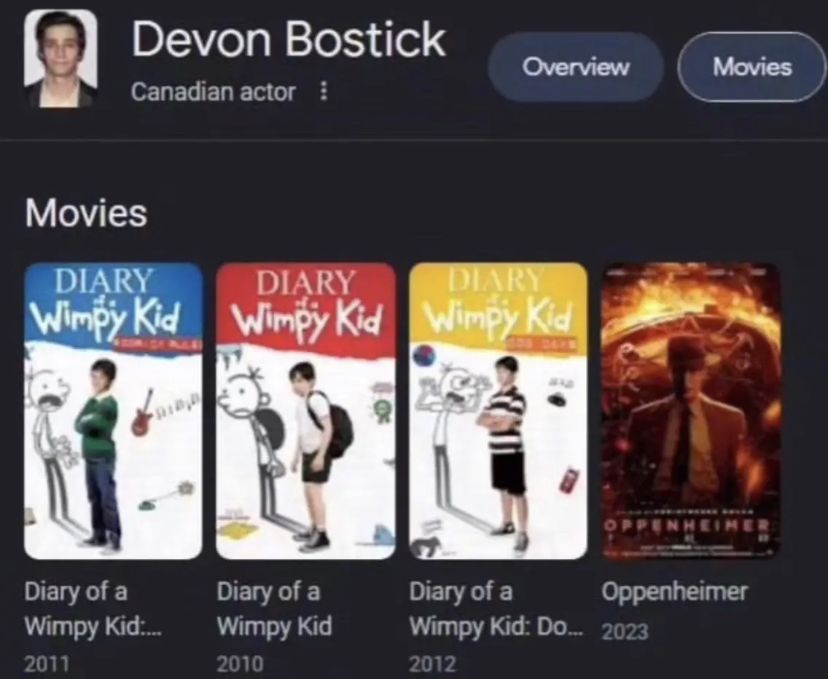 Devon Bostick
Canadian actor
Overview
Movies
Movies
DIARY
of a
Wimpy Kid
DIARY
of a
Wimpy Kid
DIARY
of a
Wimpy Kid
DOG DAYS
OPPENHEIMER
Diary of a
Wimpy Kid:...
2011
Diary of a
Wimpy Kid
2010
Diary of a
Wimpy Kid: Do...
2012
Oppenheimer
2023